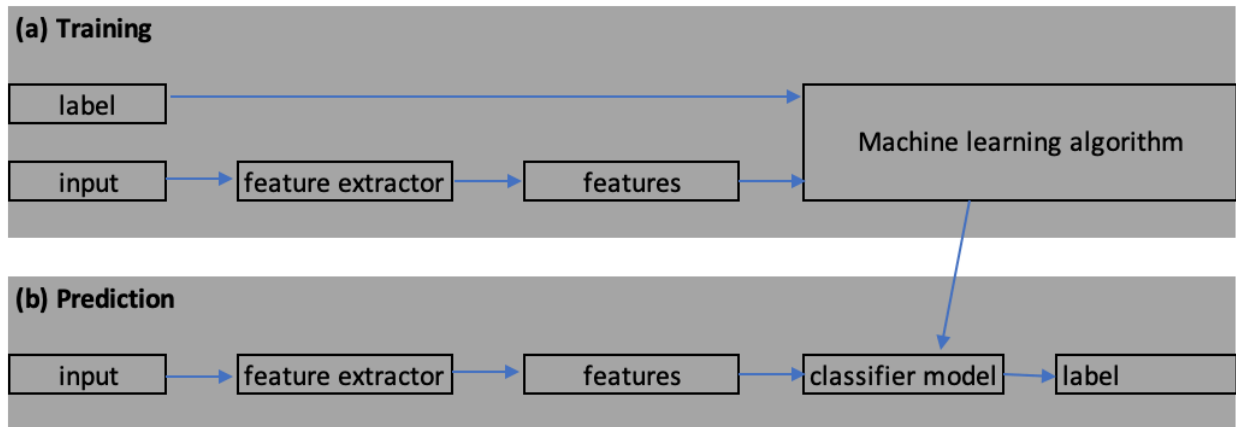 (a) Training
label
Machine learning algorithm
input
feature extractor
features
(b) Prediction
input
feature extractor
features
classifier model
label